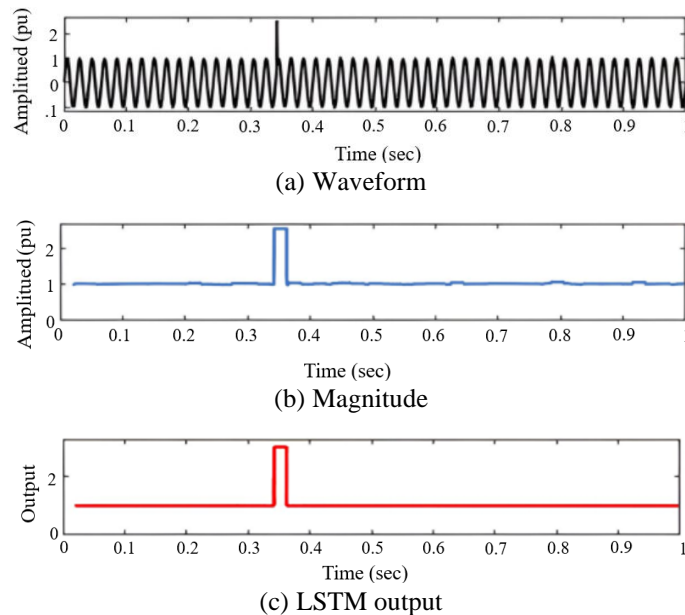 Amplitued (pu)
2
1
0
.1
0 0.1 0.2 0.3 0.4 0.5 0.6 0.7 0.8 0.9 1
Time (sec)
(a) Waveform
Amplitued (pu)
2
1
0
0 0.1 0.2 0.3 0.4 0.5 0.6 0.7 0.8 0.9 1
Time (sec)
(b) Magnitude
Output
2
0
0 0.1 0.2 0.3 0.4 0.5 0.6 0.7 0.8 0.9 1
Time (sec)
(c) LSTM output